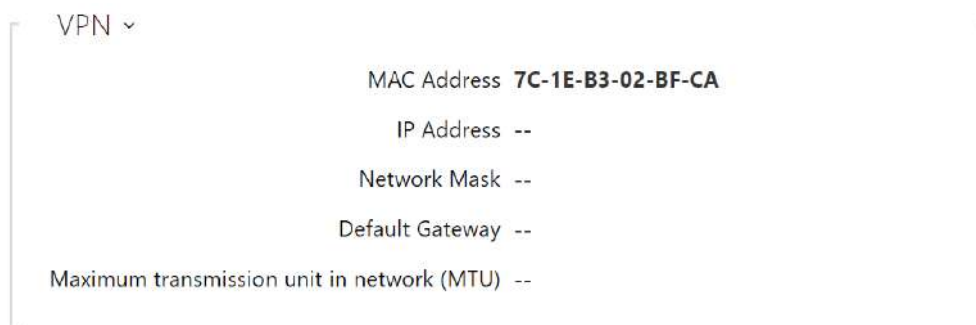 VPN
MAC Address 7C-1E-B3-02-BF-CA
IP Address --
Network Mask --
Default Gateway --
Maximum transmission unit in network (MTU) --